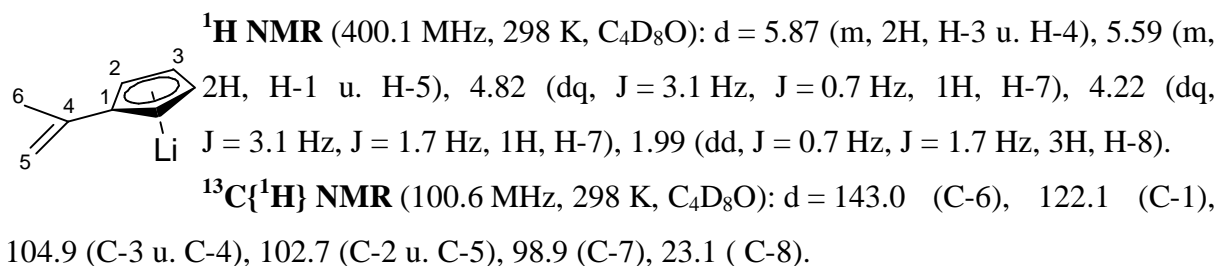 ¹H NMR (400.1 MHz, 298 K, C₄D₈O): d = 5.87 (m, 2H, H-3 u. H-4), 5.59 (m,
2H, H-1 u. H-5), 4.82 (dq, J = 3.1 Hz, J = 0.7 Hz, 1H, H-7), 4.22 (dq,
J = 3.1 Hz, J = 1.7 Hz, 1H, H-7), 1.99 (dd, J = 0.7 Hz, J = 1.7 Hz, 3H, H-8).
¹³C{¹H} NMR (100.6 MHz, 298 K, C₄D₈O): d = 143.0 (C-6), 122.1 (C-1),
104.9 (C-3 u. C-4), 102.7 (C-2 u. C-5), 98.9 (C-7), 23.1 ( C-8).
3
2
6
4
1
5
Li